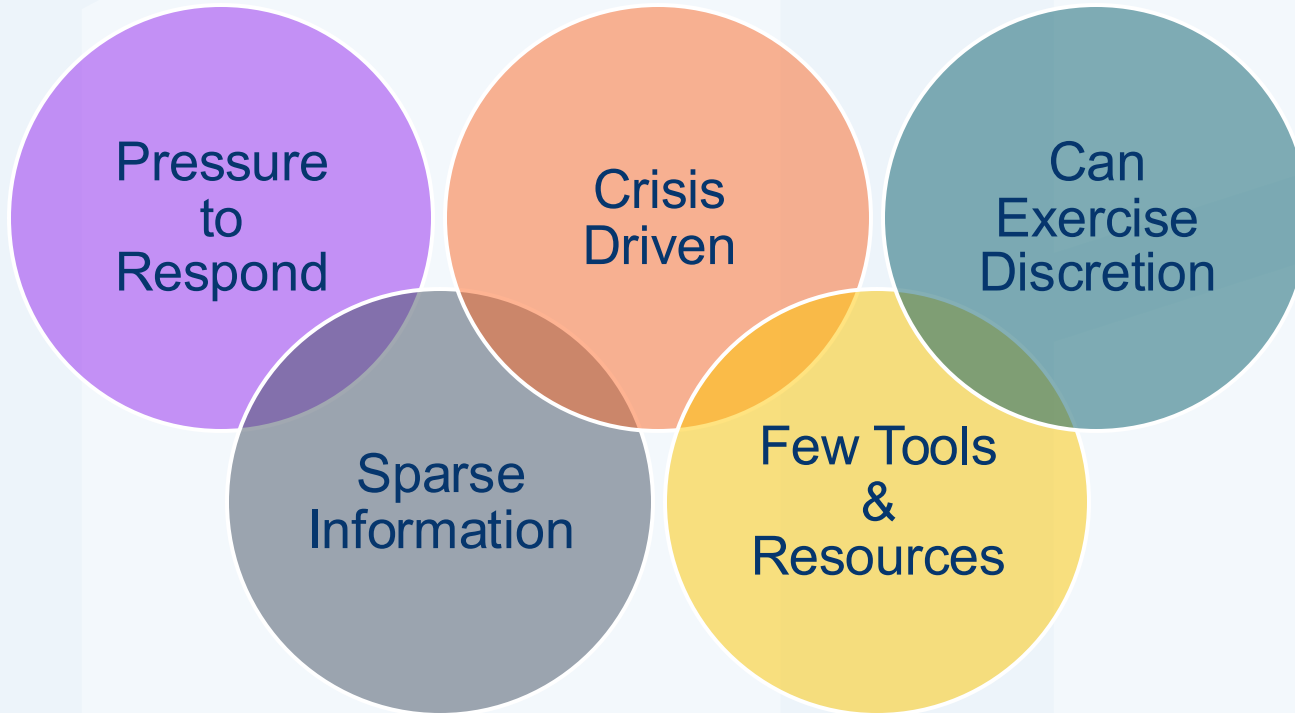 Pressure
to
Respond
Crisis
Driven
Can
Exercise
Discretion
Sparse
Information
Few Tools
&
Resources